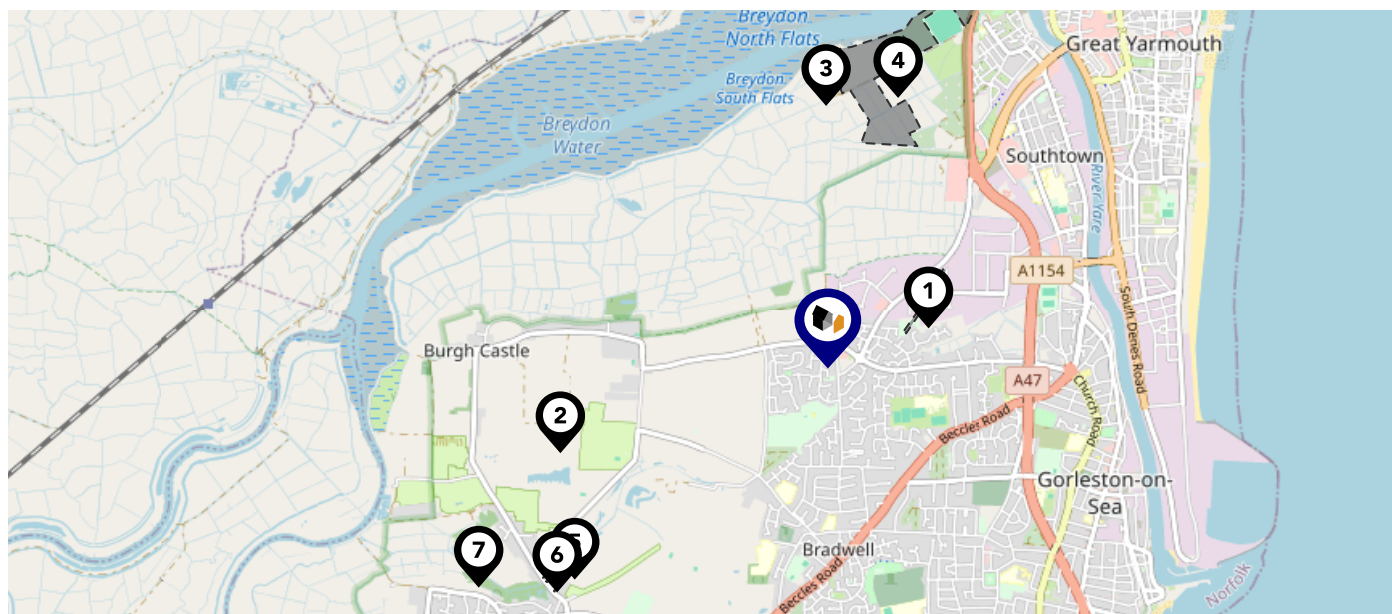 Breydon
North Flats
Great Yarmouth
3
4
Breydon
South Flats
Breydon
Water
Southtown
River Yare
A1154
1
South Denes Road
Burgh Castle
A47
2
Church Road
Beccles Road
Gorleston-on-
Sea
7
6
5
Bradwell
Beccles Road
Norfolk